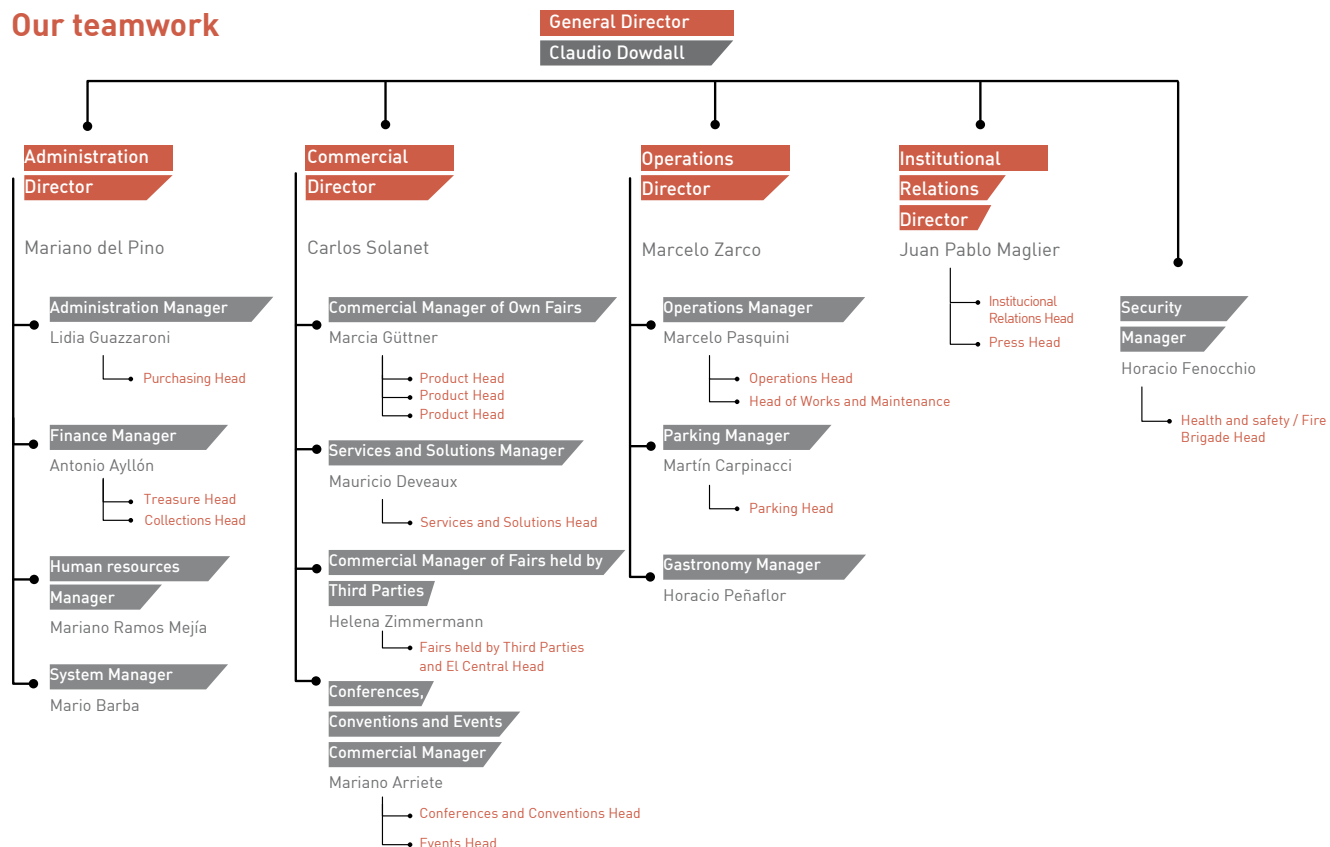 Our teamwork
General Director
Claudio Dowdall
Administration
Director
Mariano del Pino
Administration Manager
Lidia Guazzaroni
Purchasing Head
Finance Manager
Antonio Ayllón
Treasure Head
Collections Head
Human resources
Manager
Mariano Ramos Mejía
System Manager
Mario Barba
Commercial
Director
Carlos Solanet
Commercial Manager of Own Fairs
Marcia Güttner
Product Head
Product Head
Product Head
Services and Solutions Manager
Mauricio Deveaux
Services and Solutions Head
Commercial Manager of Fairs held by
Third Parties
Helena Zimmermann
Fairs held by Third Parties
and El Central Head
Conferences,
Conventions and Events
Commercial Manager
Mariano Arriete
Conferences and Conventions Head
Events Head
Operations
Director
Marcelo Zarco
Operations Manager
Marcelo Pasquini
Operations Head
Head of Works and Maintenance
Parking Manager
Martín Carpinacci
Parking Head
Gastronomy Manager
Horacio Peñaflor
Institutional
Relations
Director
Juan Pablo Maglier
Institucional
Relations Head
Press Head
Security
Manager
Horacio Fenocchio
Health and safety / Fire
Brigade Head